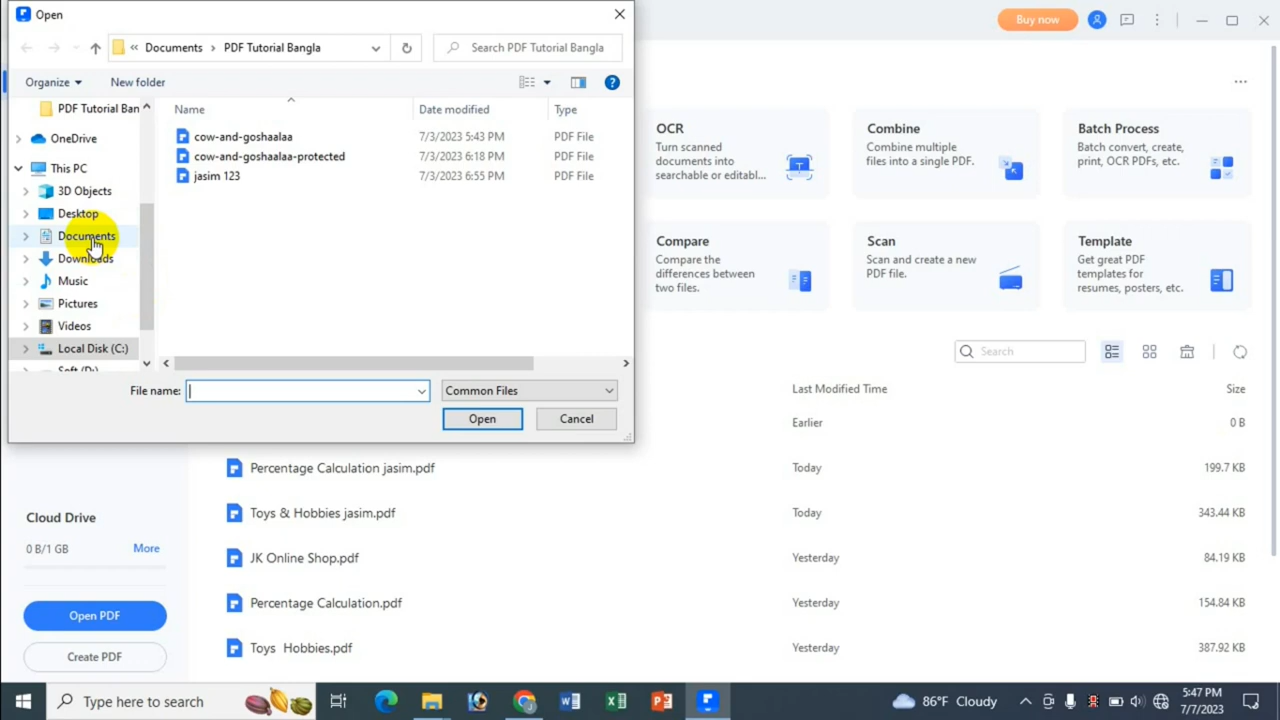 Open
Buy now
« Documents › PDF Tutorial Bangla
Search PDF Tutorial Bangla
Organize
New folder
PDF Tutorial Ban
OneDrive
This PC
3D Objects
Desktop
Documents
Downloads
Music
Pictures
Videos
Local Disk (C:)
Soft (D:)
Name Date modified Type
cow-and-goshaalaa 7/3/2023 5:43 PM PDF File
cow-and-goshaalaa-protected 7/3/2023 6:18 PM PDF File
jasim 123 7/3/2023 6:55 PM PDF File
File name:
Common Files
Open
Cancel
OCR
Turn scanned
documents into
searchable or editabl...
Combine
Combine multiple
files into a single PDF.
Batch Process
Batch convert, create,
print, OCR PDFs, etc.
Compare
Compare the
differences between
two files.
Scan
Scan and create a new
PDF file.
Template
Get great PDF
templates for
resumes, posters, etc.
Search
Last Modified Time Size
Earlier 0 B
Percentage Calculation jasim.pdf Today 199.7 KB
Toys & Hobbies jasim.pdf Today 343.44 KB
JK Online Shop.pdf Yesterday 84.19 KB
Percentage Calculation.pdf Yesterday 154.84 KB
Toys Hobbies.pdf Yesterday 387.92 KB
Cloud Drive
0 B/1 GB More
Open PDF
Create PDF
Type here to search
86°F Cloudy
5:47 PM
7/7/2023